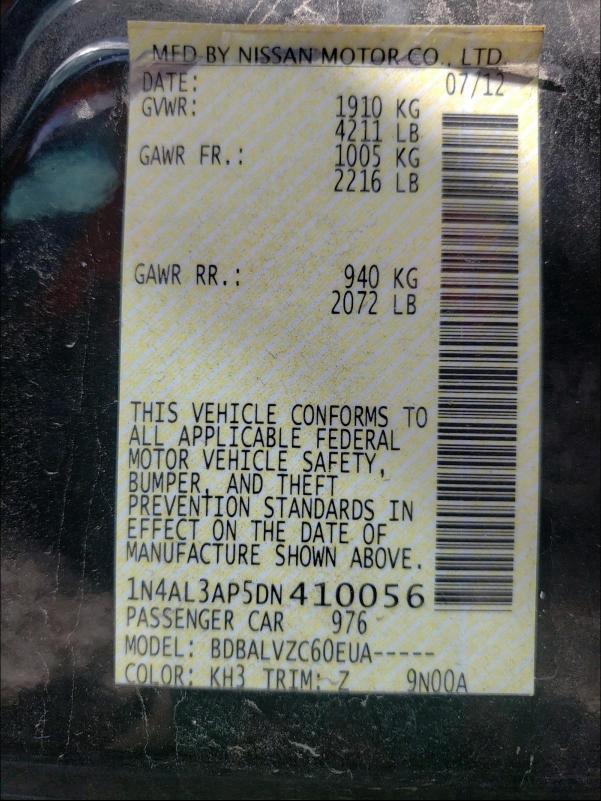 MFD BY NISSAN MOTOR CO., LTD.
DATE: 07/12
GVWR: 1910 KG
4211 LB
GAWR FR.: 1005 KG
2216 LB
GAWR RR.: 940 KG
2072 LB
THIS VEHICLE CONFORMS TO
ALL APPLICABLE FEDERAL
MOTOR VEHICLE SAFETY,
BUMPER, AND THEFT
PREVENTION STANDARDS IN
EFFECT ON THE DATE OF
MANUFACTURE SHOWN ABOVE.
1N4AL3AP5DN410056
PASSENGER CAR 976
MODEL: BDBALVZC60EUA-----
COLOR: KH3 TRIM: Z 9N00A